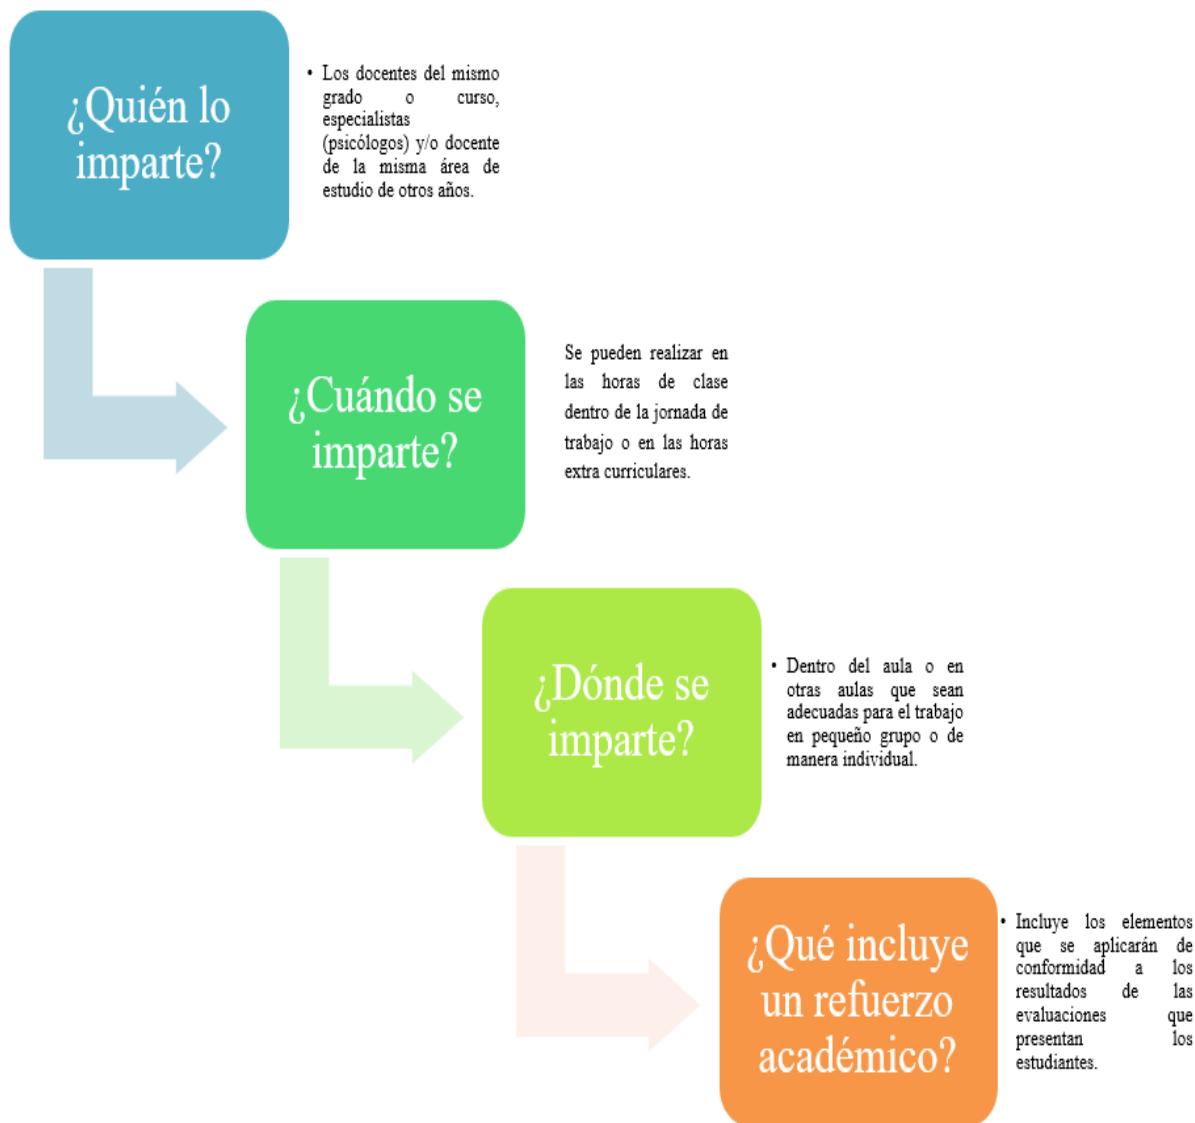 ¿Quién lo
imparte?
• Los docentes del mismo
grado o curso,
especialistas
(psicólogos) y/o docente
de la misma área de
estudio de otros años.
¿Cuándo se
imparte?
Se pueden realizar en
las horas de clase
dentro de la jornada de
trabajo o en las horas
extra curriculares.
¿Dónde se
imparte?
• Dentro del aula o en
otras aulas que sean
adecuadas para el trabajo
en pequeño grupo o de
manera individual.
¿Qué incluye
un refuerzo
académico?
• Incluye los elementos
que se aplicarán de
conformidad a los
resultados de las
evaluaciones que
presentan los
estudiantes.